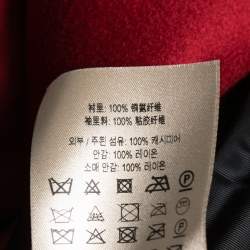 衬里: 100% 铜氨纤维
袖里料: 100% 粘胶纤维
외부 / 주된 섬유: 100% 캐시미어
안감: 100% 레이온
소매 안감: 100% 레이온